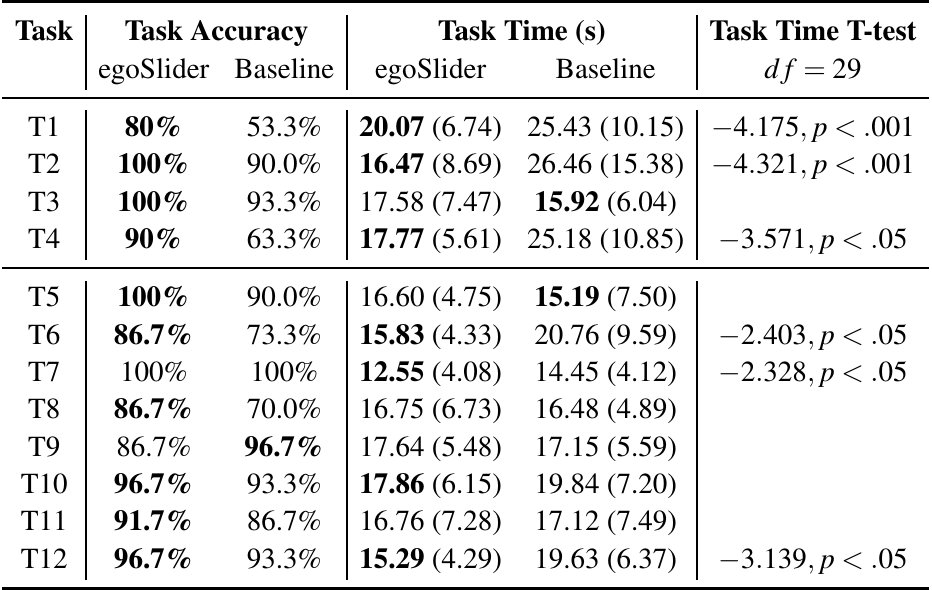 Task Task Accuracy Task Time (s) Task Time T-test
egoSlider Baseline egoSlider Baseline df = 29
T1 80% 53.3% 20.07 (6.74) 25.43 (10.15) −4.175, p < .001
T2 100% 90.0% 16.47 (8.69) 26.46 (15.38) −4.321, p < .001
T3 100% 93.3% 17.58 (7.47) 15.92 (6.04)
T4 90% 63.3% 17.77 (5.61) 25.18 (10.85) −3.571, p < .05
T5 100% 90.0% 16.60 (4.75) 15.19 (7.50)
T6 86.7% 73.3% 15.83 (4.33) 20.76 (9.59) −2.403, p < .05
T7 100% 100% 12.55 (4.08) 14.45 (4.12) −2.328, p < .05
T8 86.7% 70.0% 16.75 (6.73) 16.48 (4.89)
T9 86.7% 96.7% 17.64 (5.48) 17.15 (5.59)
T10 96.7% 93.3% 17.86 (6.15) 19.84 (7.20)
T11 91.7% 86.7% 16.76 (7.28) 17.12 (7.49)
T12 96.7% 93.3% 15.29 (4.29) 19.63 (6.37) −3.139, p < .05